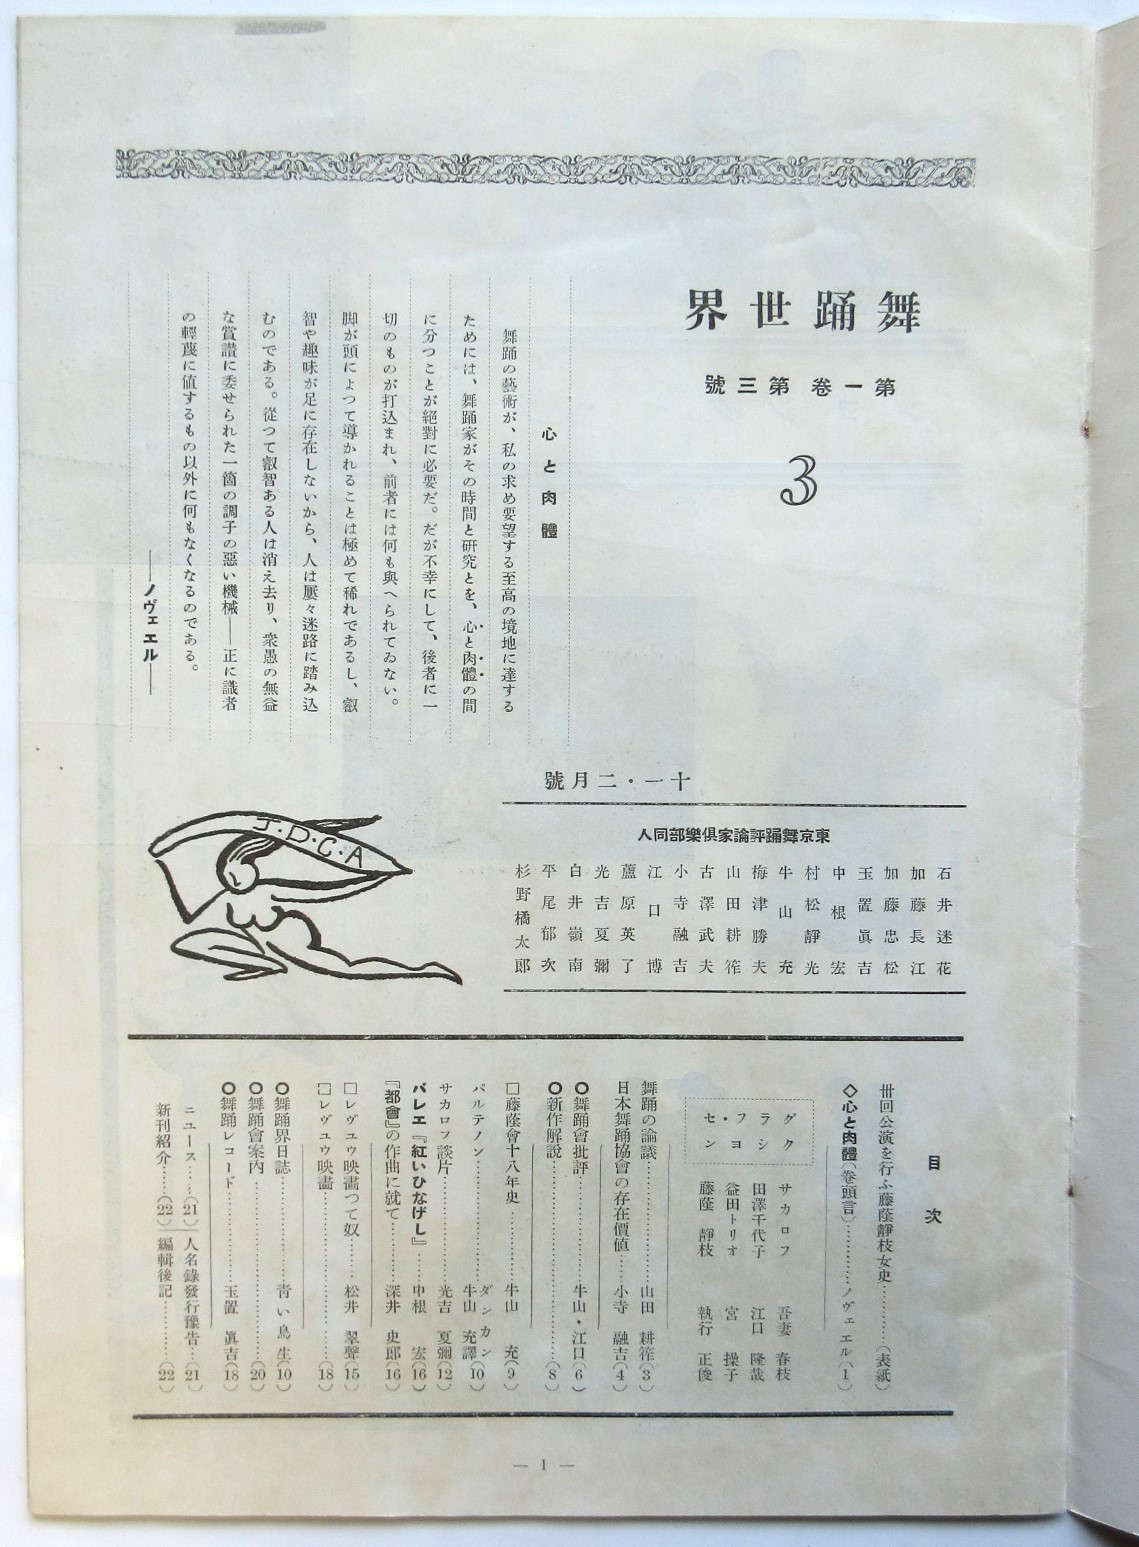 舞踊世界
第一卷 第三號
3
心と肉體
舞踊の藝術が、私の求め要望する至高の境地に達する
ためには、舞踊家がその時間と研究とを、心と肉體の間
に分つことが絕對に必要だ。だが不幸にして、後者に一
切のものが打込まれ、前者には何も與へられてゐない。
脚が頭によつて導かれることは極めて稀れであるし、叡
智や趣味が足に存在しないから、人は屢々迷路に踏み込
むのである。從つて叡智ある人は消え去り、衆愚の無益
な賞讃に委せられた一箇の調子の惡い機械——正に識者
の輕蔑に値するもの以外に何もなくなるのである。
——ノヴェエル——
十一・二月號
東京舞踊評論家俱樂部同人
石井迷花
加藤長江
加藤忠松
玉置眞吉
中根宏
村松靜光
牛山充
梅津勝夫
山田耕筰
古澤武夫
小寺融吉
江口博
蘆原英了
光吉夏彌
白井嶺南
平尾郁次
杉野橘太郎
J・D・C・A
目次
卅回公演を行ふ藤蔭靜枝女史…………(表紙)
◇心と肉體(卷頭言)…………ノヴェエル(1)
グラフ・セクシヨン
サカロフ 吾妻春枝
田澤千代子 江口隆哉
益田トリオ 宮操子
藤蔭靜枝 執行正俊
舞踊の論議…………山田耕筰(3)
日本舞踊協會の存在價値……小寺融吉(4)
○舞踊會批評…………牛山・江口(6)
○新作解說…………(8)
□藤蔭會十八年史…………牛山充(9)
パルテノン…………ダンカン 牛山充譯(10)
サカロフ談片…………光吉夏彌(12)
バレエ『紅いひなげし』……中根宏(16)
『都會』の作曲に就て…………深井史郎(16)
□レヴュウ映畵つて奴……松井翠聲(15)
□レヴュウ映畵…………(18)
○舞踊界日誌…………靑い鳥生(10)
○舞踊會案內…………(20)
○舞踊レコード…………玉置眞吉(18)
ニユース……(21)
人名錄發行豫告…(21)
新刊紹介……(22)
編輯後記…………(22)
— 1 —